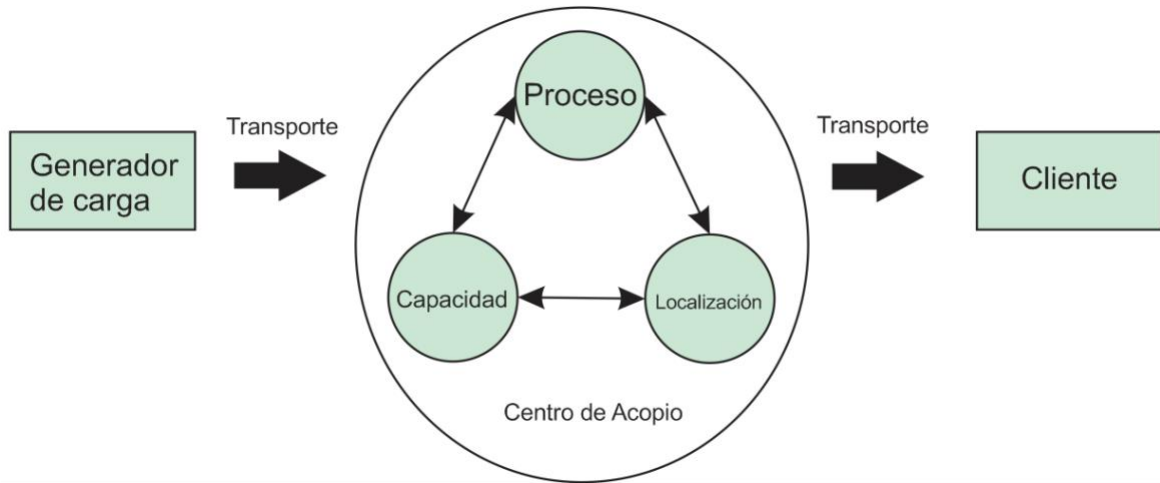 Proceso
Transporte
Transporte
Generador
de carga
Cliente
Capacidad
Localización
Centro de Acopio